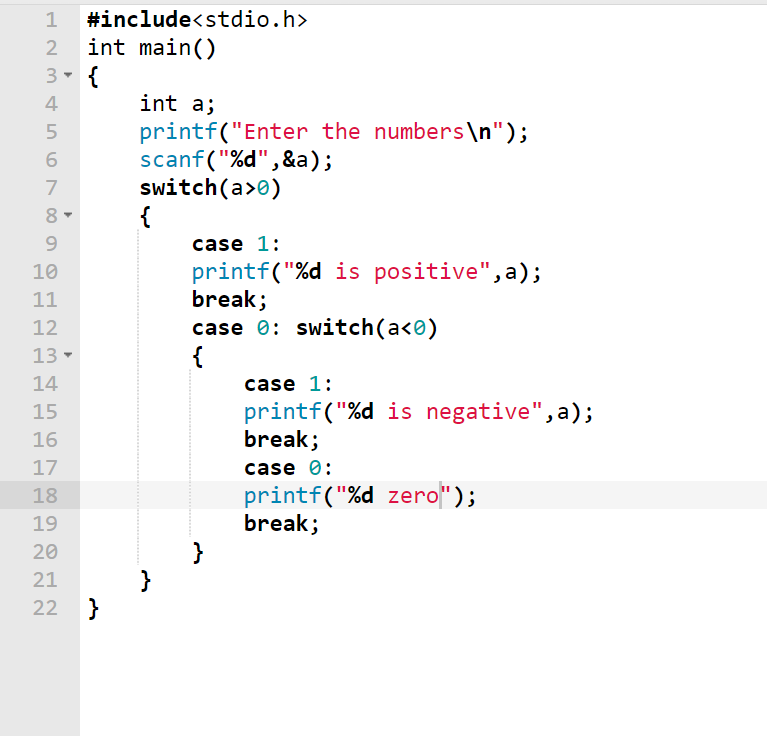 1 #include<stdio.h>
2 int main()
3 {
4     int a;
5     printf("Enter the numbers\n");
6     scanf("%d",&a);
7     switch(a>0)
8     {
9         case 1:
10         printf("%d is positive",a);
11         break;
12         case 0: switch(a<0)
13         {
14             case 1:
15             printf("%d is negative",a);
16             break;
17             case 0:
18             printf("%d zero");
19             break;
20         }
21     }
22 }